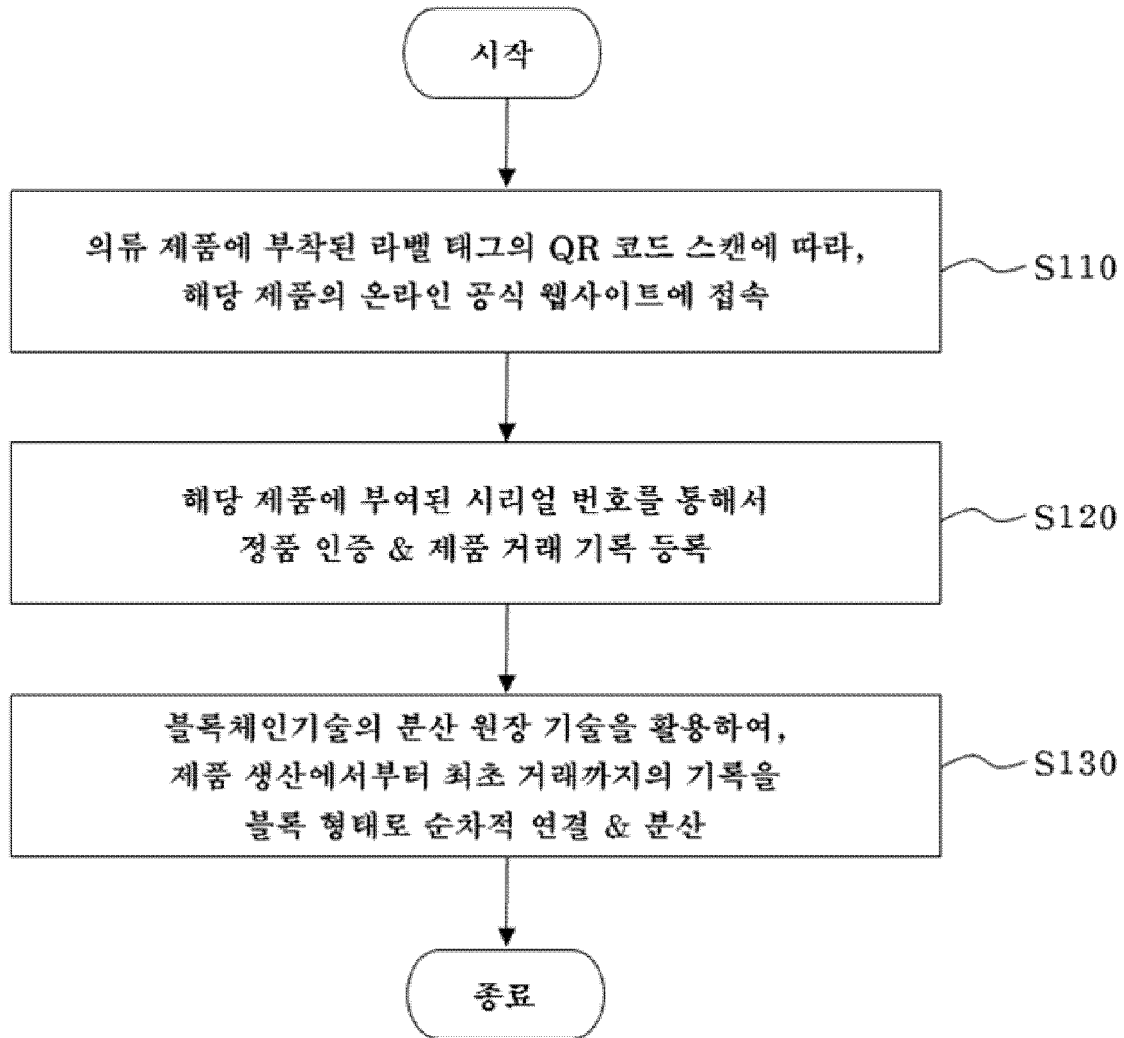 시작
의류 제품에 부착된 라벨 태그의 QR 코드 스캔에 따라,
해당 제품의 온라인 공식 웹사이트에 접속
S110
해당 제품에 부여된 시리얼 번호를 통해서
정품 인증 & 제품 거래 기록 등록
S120
블록체인기술의 분산 원장 기술을 활용하여,
제품 생산에서부터 최초 거래까지의 기록을
블록 형태로 순차적 연결 & 분산
S130
종료